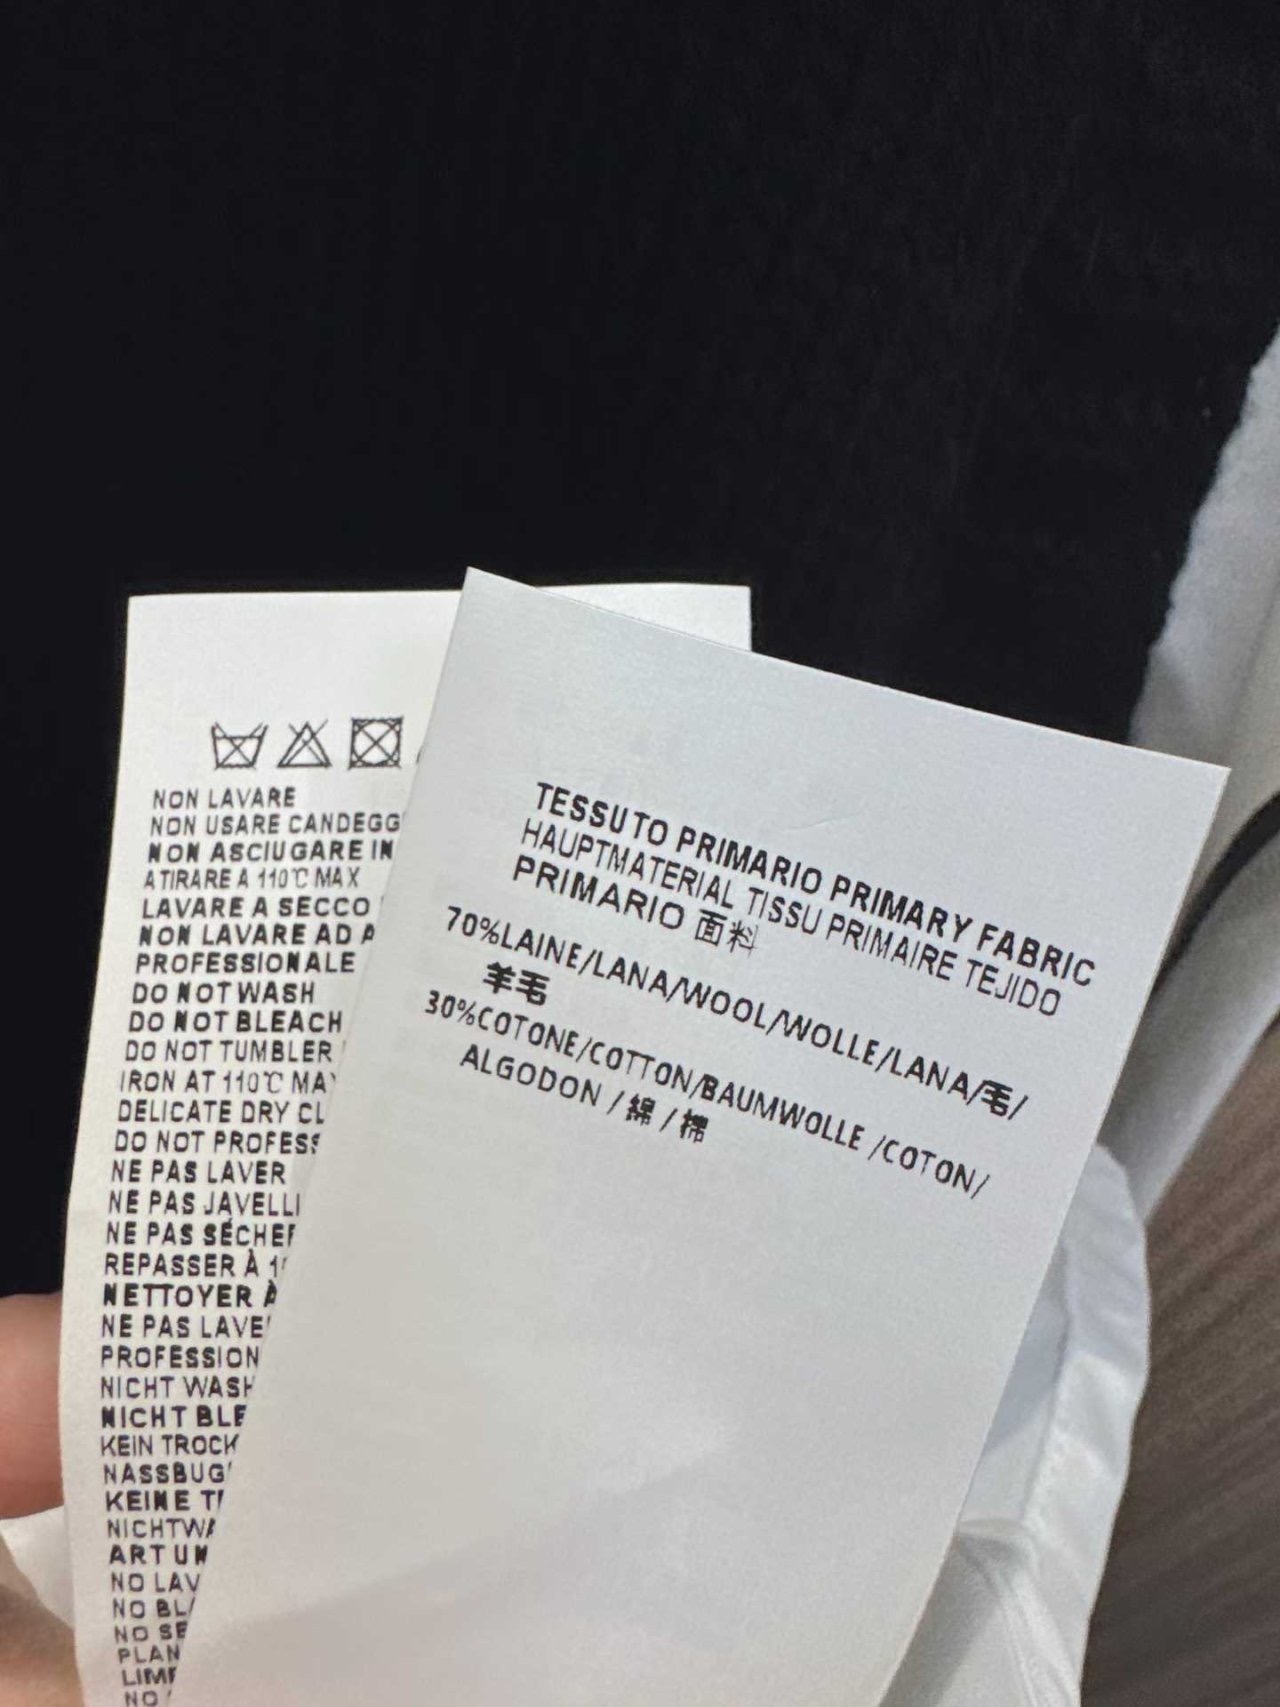 NON LAVARE
NON USARE CANDEGG
NON ASCIUGARE IN
ATIRARE A 110℃ MAX
LAVARE A SECCO
NON LAVARE AD A
PROFESSIONALE
DO NOT WASH
DO NOT BLEACH
DO NOT TUMBLER
IRON AT 110℃ MA
DELICATE DRY CL
DO NOT PROFESS
NE PAS LAVER
NE PAS JAVELLI
NE PAS SÉCHER
REPASSER À 1
NETTOYER À
NE PAS LAVE
PROFESSION
NICHT WASH
NICHT BLE
KEIN TROCK
NASSBUG
KEINE T
NICHTWA
ART UN
NO LAV
NO BL
NO SE
PLAN
LIM
NO
TESSUTO PRIMARIO PRIMARY FABRIC
HAUPTMATERIAL TISSU PRIMAIRE TEJIDO
PRIMARIO 面料
70%LAINE/LANA/WOOL/WOLLE/LANA/毛/
羊毛
30%COTONE/COTTON/BAUMWOLLE /COTON/
ALGODON / 綿 / 棉